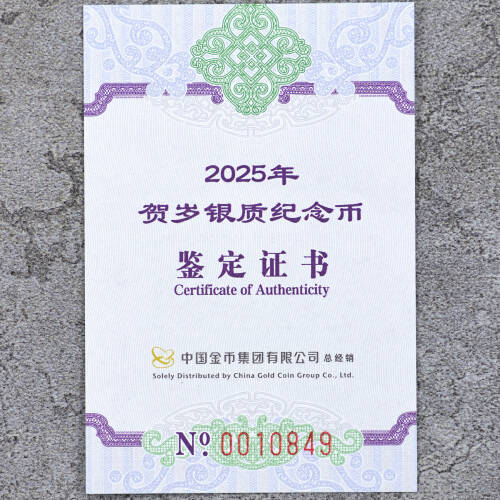 2025年
贺岁银质纪念币
鉴定证书
Certificate of Authenticity
中国金币集团有限公司 总经销
Solely Distributed by China Gold Coin Group Co., Ltd.
Nº 0010849